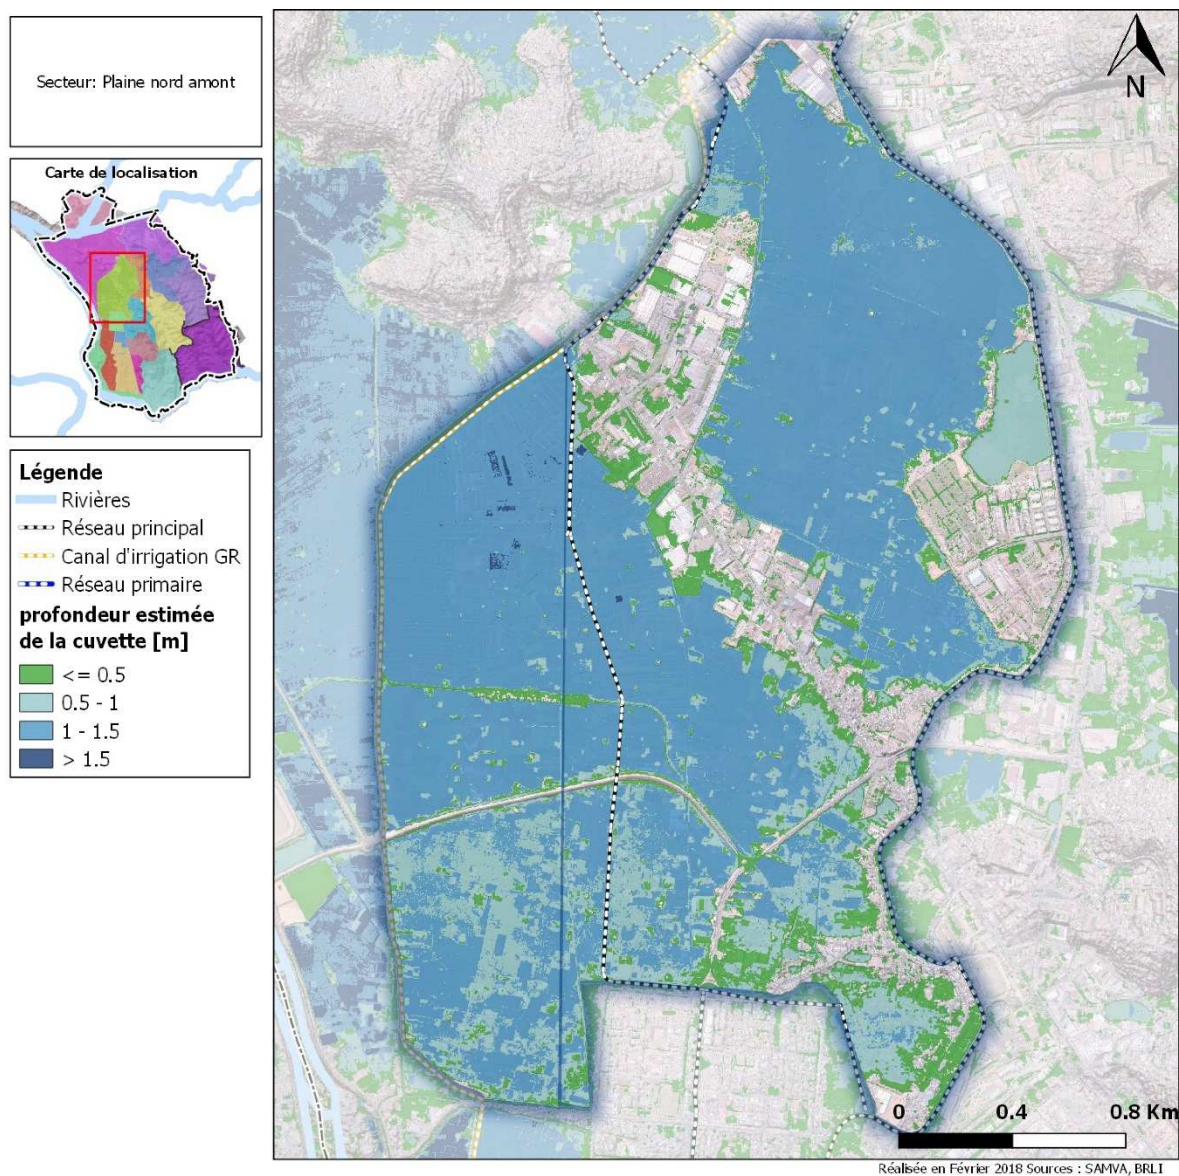 Secteur: Plaine nord amont
Carte de localisation
Légende
Rivières
Réseau principal
Canal d'irrigation GR
Réseau primaire
profondeur estimée
de la cuvette [m]
<= 0.5
0.5 - 1
1 - 1.5
> 1.5
N
0 0.4 0.8 Km
Réalisée en Février 2018 Sources : SAMVA, BRLI